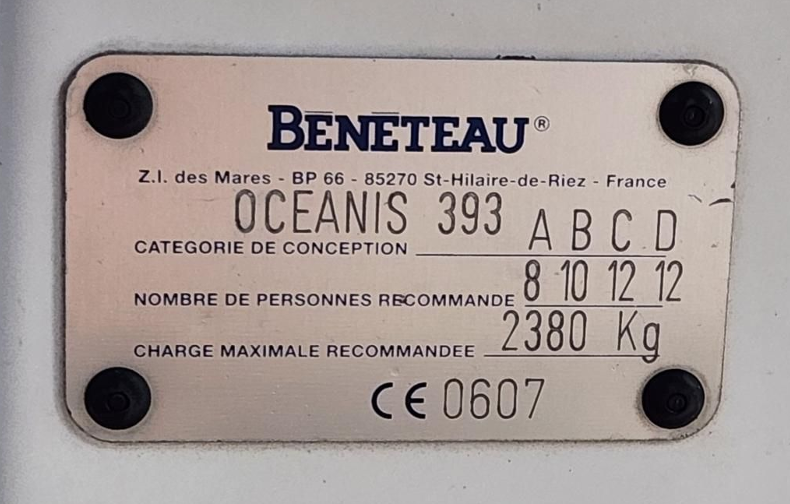 BENETEAU®
Z.I. des Mares - BP 66 - 85270 St-Hilaire-de-Riez - France
OCEANIS 393
CATEGORIE DE CONCEPTION A B C D
NOMBRE DE PERSONNES RECOMMANDE 8 10 12 12
CHARGE MAXIMALE RECOMMANDEE 2380 Kg
CE 0607